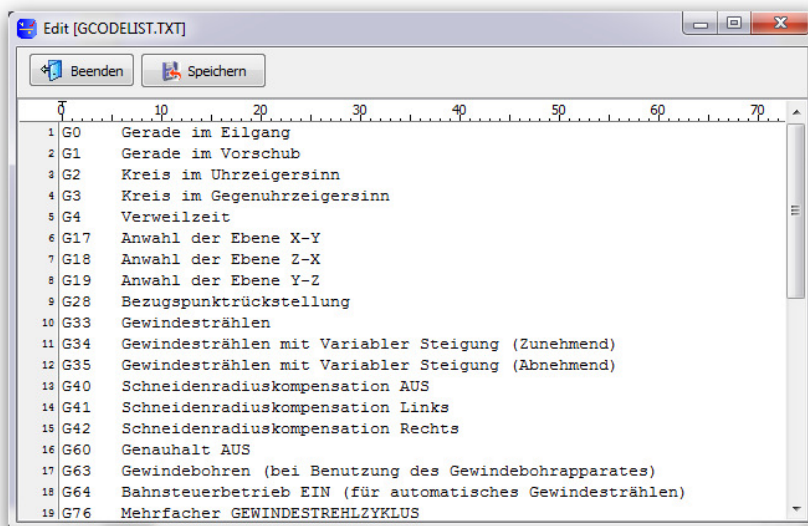 Edit [GCODELIST.TXT]
Beenden Speichern
0 10 20 30 40 50 60 70
1 G0 Gerade im Eilgang
2 G1 Gerade im Vorschub
3 G2 Kreis im Uhrzeigersinn
4 G3 Kreis im Gegenuhrzeigersinn
5 G4 Verweilzeit
6 G17 Anwahl der Ebene X-Y
7 G18 Anwahl der Ebene Z-X
8 G19 Anwahl der Ebene Y-Z
9 G28 Bezugspunktrückstellung
10 G33 Gewindestrählen
11 G34 Gewindestrählen mit Variabler Steigung (Zunehmend)
12 G35 Gewindestrählen mit Variabler Steigung (Abnehmend)
13 G40 Schneidenradiuskompensation AUS
14 G41 Schneidenradiuskompensation Links
15 G42 Schneidenradiuskompensation Rechts
16 G60 Genauhalt AUS
17 G63 Gewindebohren (bei Benutzung des Gewindebohrapparates)
18 G64 Bahnsteuerbetrieb EIN (für automatisches Gewindestrählen)
19 G76 Mehrfacher GEWINDESTREHLZYKLUS